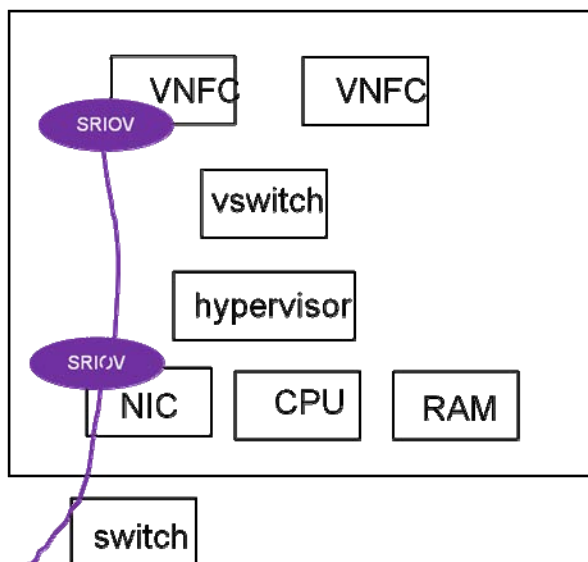 VNFC
VNFC
SRIOV
vswitch
hypervisor
SRIOV
NIC
CPU
RAM
switch